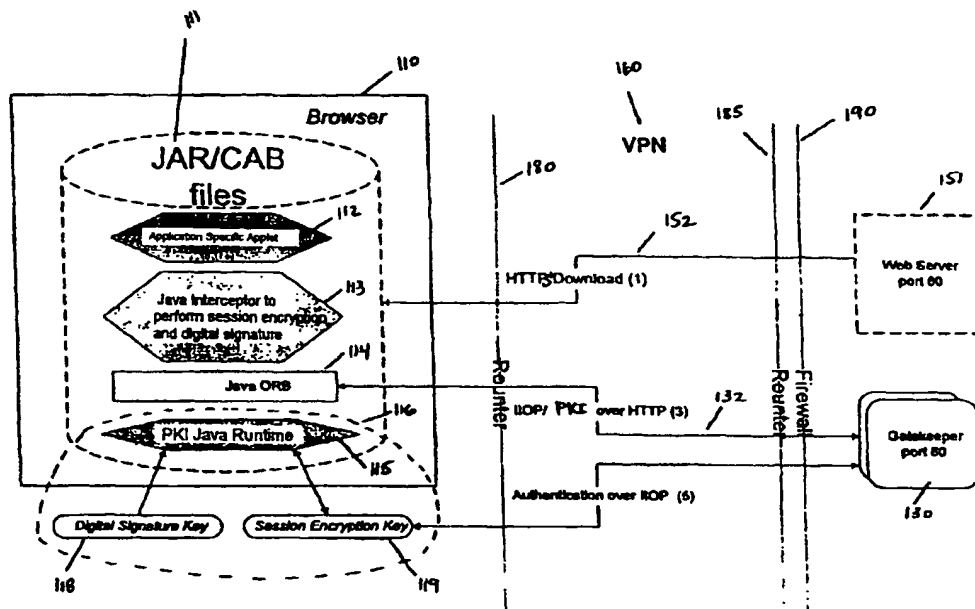 111
110
Browser
JAR/CAB
files
112
Application Specific Applet
113
Java Interceptor to
perform session encryption
and digital signature
114
Java ORB
116
PKI Java Runtime
115
Digital Signature Key
Session Encryption Key
118
119
160
VPN
180
185
190
151
152
HTTPS Download (1)
Web Server
port 80
Rounter
Rounter
Firewall
IIOP/ PKI over HTTP (3)
132
Gatekeeper
port 80
Authentication over IIOP (5)
130